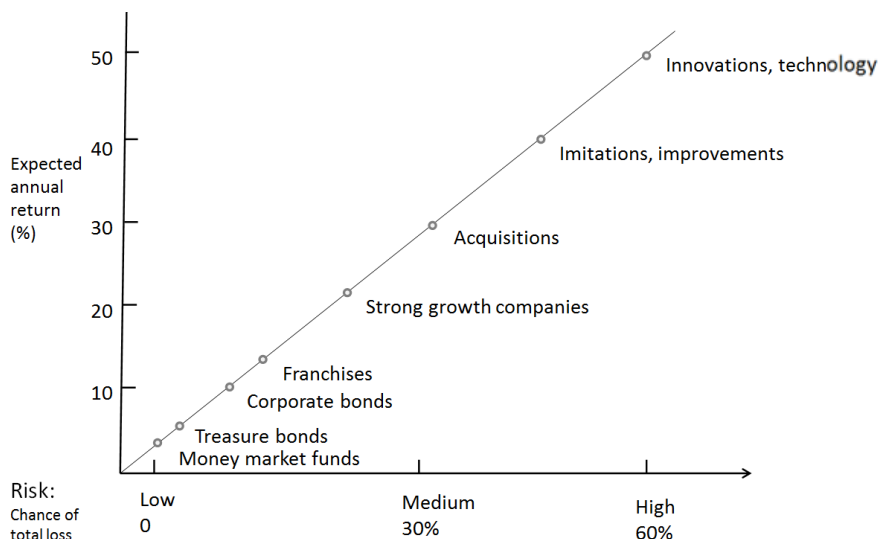 50
Innovations, technology
40
Imitations, improvements
Expected
annual
return
(%)
30
Acquisitions
20
Strong growth companies
Franchises
10
Corporate bonds
Treasure bonds
Money market funds
Risk:
Chance of
total loss
Low
0
Medium
30%
High
60%